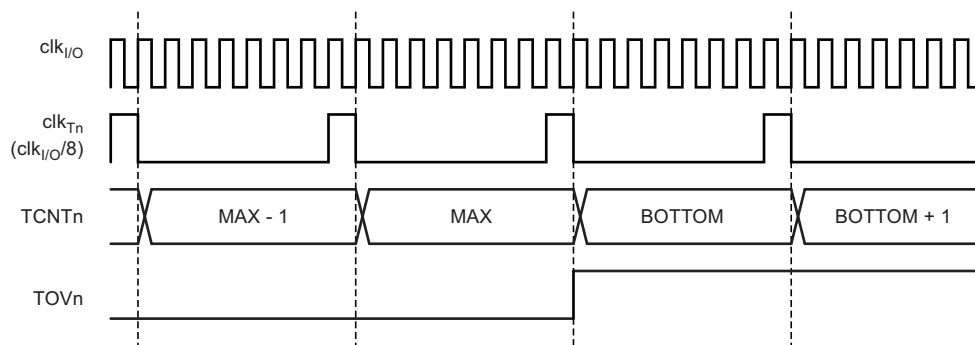 clkI/O
clkTn
(clkI/O/8)
TCNTn MAX - 1 MAX BOTTOM BOTTOM + 1
TOVn